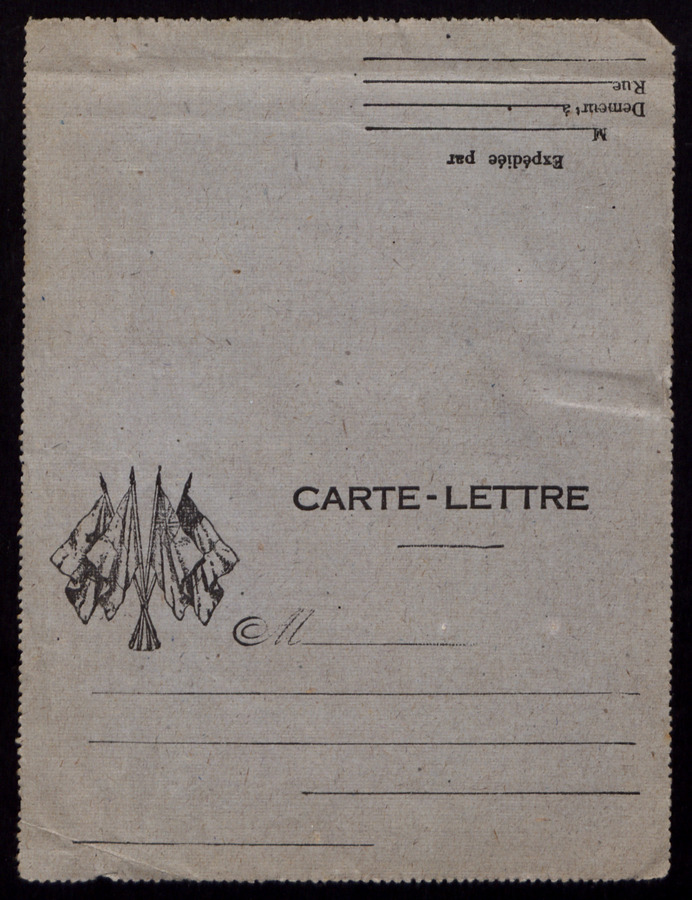 Expédiée par
M
Demeurt à
Rue
CARTE-LETTRE
M